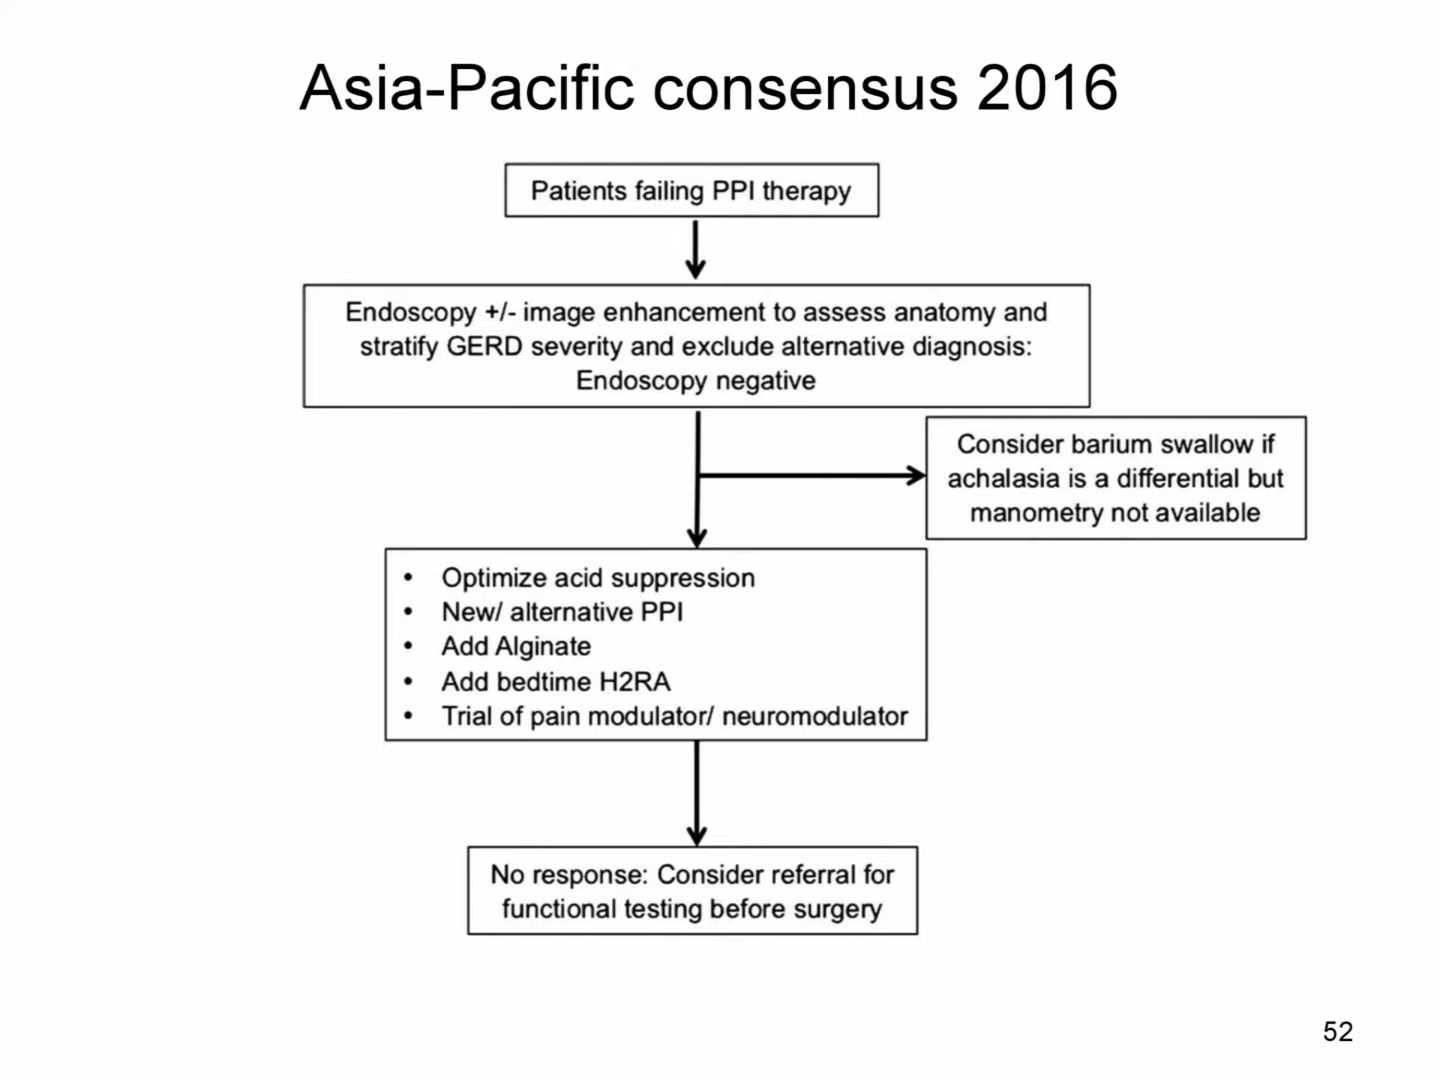 Asia-Pacific consensus 2016
Patients failing PPI therapy
Endoscopy +/- image enhancement to assess anatomy and
stratify GERD severity and exclude alternative diagnosis:
Endoscopy negative
Consider barium swallow if
achalasia is a differential but
manometry not available
• Optimize acid suppression
• New/ alternative PPI
• Add Alginate
• Add bedtime H2RA
• Trial of pain modulator/ neuromodulator
No response: Consider referral for
functional testing before surgery
52